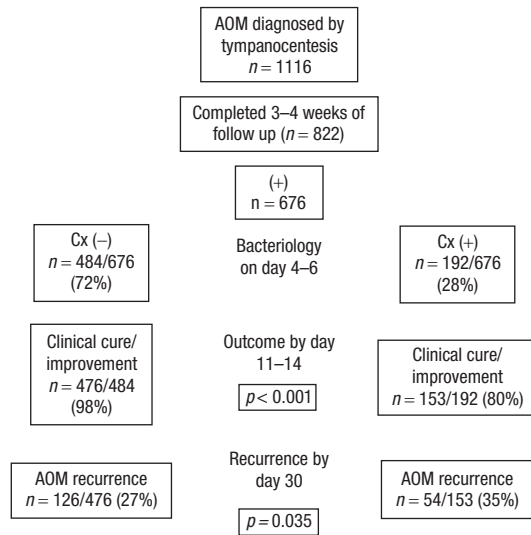 AOM diagnosed by
tympanocentesis
n = 1116
Completed 3–4 weeks of
follow up (n = 822)
(+)
n = 676
Cx (−)
n = 484/676
(72%)
Bacteriology
on day 4–6
Cx (+)
n = 192/676
(28%)
Clinical cure/
improvement
n = 476/484
(98%)
Outcome by day
11–14
p < 0.001
Clinical cure/
improvement
n = 153/192 (80%)
AOM recurrence
n = 126/476 (27%)
Recurrence by
day 30
p = 0.035
AOM recurrence
n = 54/153 (35%)